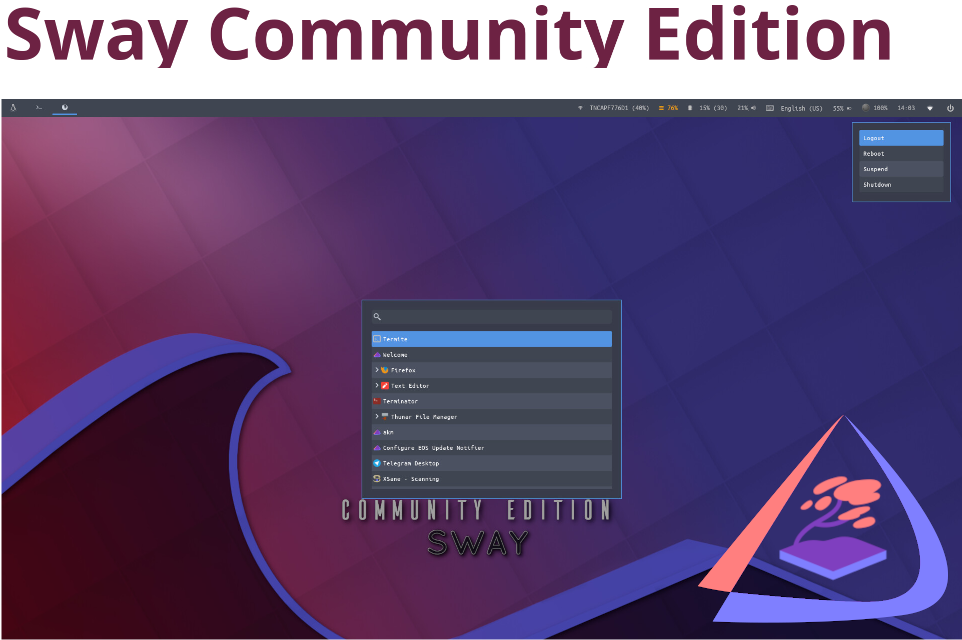 Sway Community Edition
TNCAPF776D1 (40%) 76% 15% (30) 21% English (US) 33% 100% 14:03
Logout
Reboot
Suspend
Shutdown
Termite
Welcome
Firefox
Text Editor
Terminator
Thunar File Manager
akm
Configure EOS Update Notifier
Telegram Desktop
XSane - Scanning
COMMUNITY EDITION
SWAY